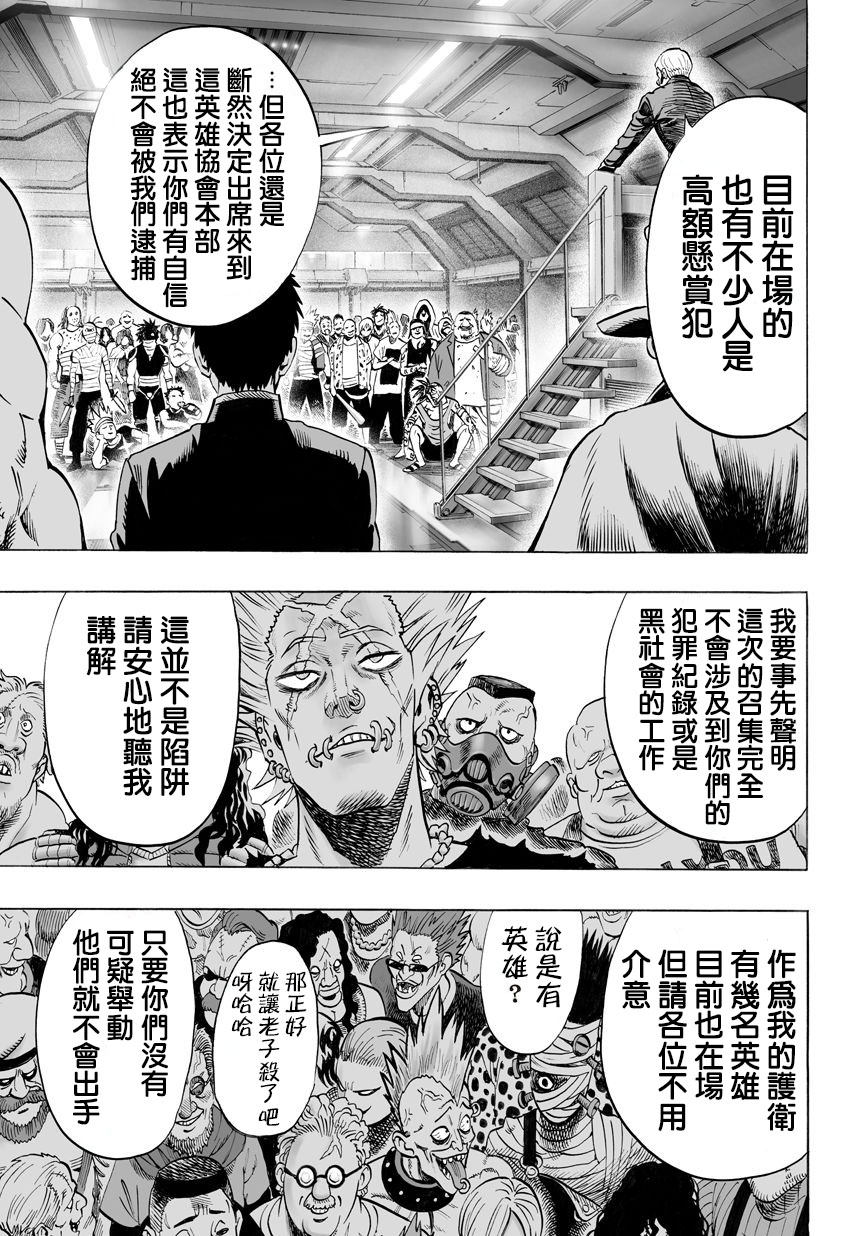 目前在場的
也有不少人是
高額懸賞犯
…但各位還是
斷然決定出席來到
這英雄協會本部
這也表示你們有自信
絕不會被我們逮捕
我要事先聲明
這次的召集完全
不會涉及到你們的
犯罪紀錄或是
黑社會的工作
這並不是陷阱
請安心地聽我
講解
作爲我的護衛
有幾名英雄
目前也在場
但請各位不用
介意
說是有
英雄?
那正好
就讓老子殺了吧
呀哈哈
只要你們沒有
可疑舉動
他們就不會出手